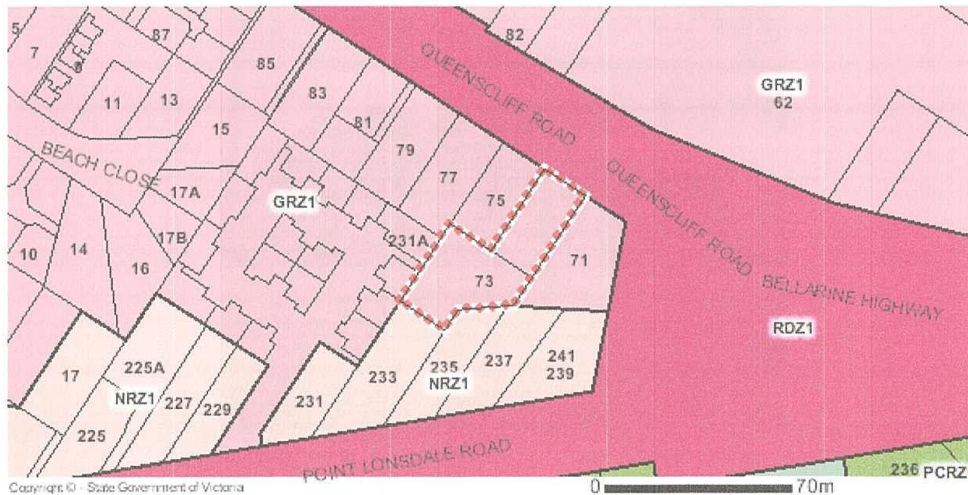 5
7
87
9
11
13
85
83
81
82
GRZ1
62
QUEENSCLIFF ROAD
BEACH CLOSE
15
17A
GRZ1
79
77
75
QUEENSCLIFF ROAD
10
14
16
17B
231A
73
71
BELLARINE HIGHWAY
RDZ1
17
225A
NRZ1
227
229
225
231
233
235
NRZ1
237
241
239
POINT LONSDALE ROAD
236 PCRZ
Copyright © - State Government of Victoria
0 70m